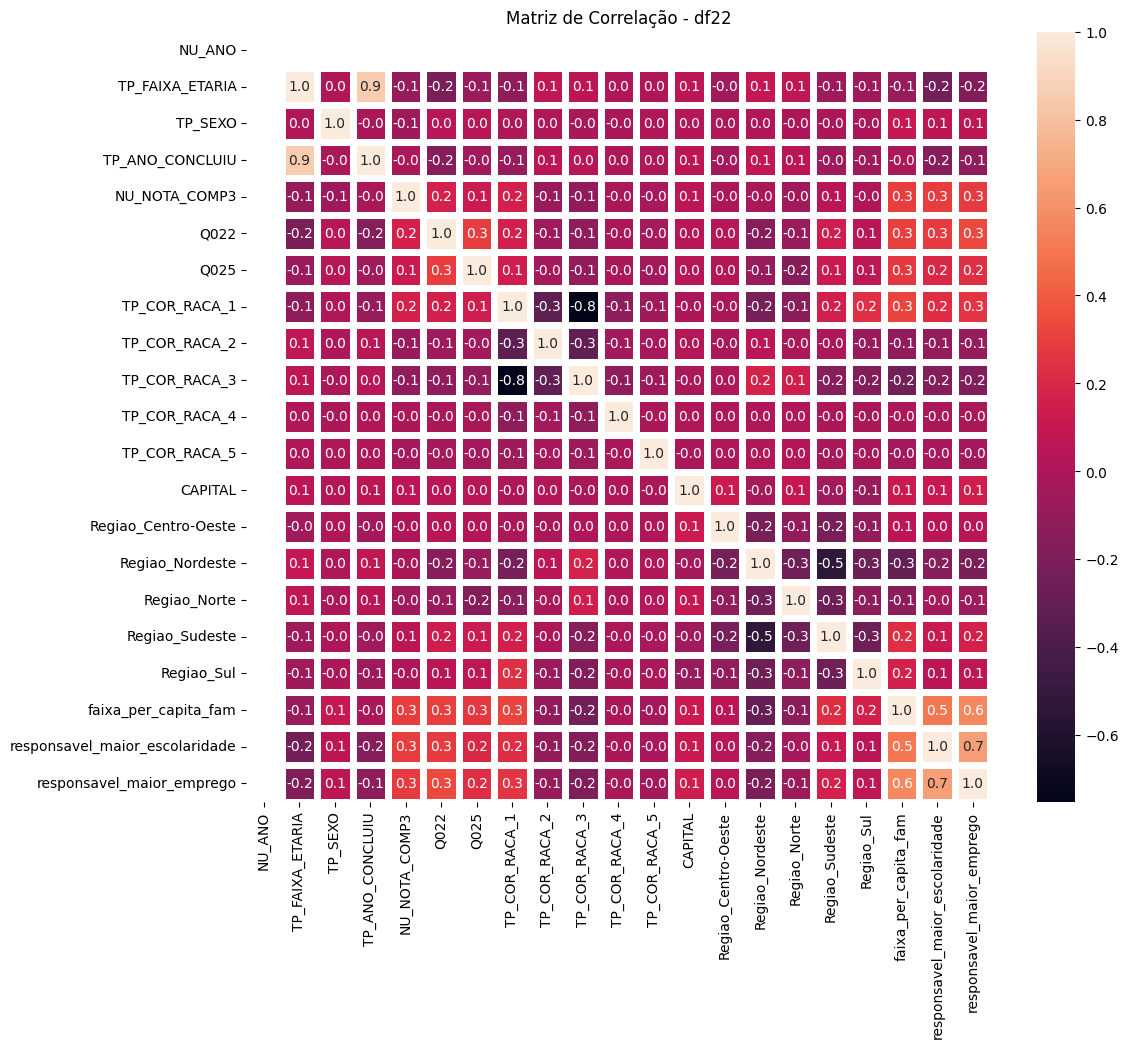 Matriz de Correlação - df22
NU_ANO
TP_FAIXA_ETARIA 1.0 0.0 0.9 -0.1 -0.2 -0.1 -0.1 0.1 0.1 0.0 0.0 0.1 -0.0 0.1 0.1 -0.1 -0.1 -0.1 -0.2 -0.2
TP_SEXO 0.0 1.0 -0.0 -0.1 0.0 0.0 0.0 0.0 -0.0 -0.0 0.0 0.0 -0.0 0.0 -0.0 -0.0 -0.0 0.1 0.1 0.1
TP_ANO_CONCLUIU 0.9 -0.0 1.0 -0.0 -0.2 -0.0 -0.1 0.1 0.0 -0.0 0.0 0.1 -0.0 0.1 0.1 -0.0 -0.1 -0.0 -0.2 -0.1
NU_NOTA_COMP3 -0.1 -0.1 -0.0 1.0 0.2 0.1 0.2 -0.1 -0.1 -0.0 -0.0 0.1 -0.0 -0.0 -0.0 0.1 -0.0 0.3 0.3 0.3
Q022 -0.2 0.0 -0.2 0.2 1.0 0.3 0.2 -0.1 -0.1 -0.0 -0.0 0.0 0.0 -0.2 -0.1 0.2 0.1 0.3 0.3 0.3
Q025 -0.1 0.0 -0.0 0.1 0.3 1.0 0.1 -0.0 -0.1 -0.0 -0.0 0.0 0.0 -0.1 -0.2 0.1 0.1 0.3 0.2 0.2
TP_COR_RACA_1 -0.1 0.0 -0.1 0.2 0.2 0.1 1.0 -0.3 -0.8 -0.1 -0.1 -0.0 -0.0 -0.2 -0.1 0.2 0.2 0.3 0.2 0.3
TP_COR_RACA_2 0.1 0.0 0.1 -0.1 -0.1 -0.0 -0.3 1.0 -0.3 -0.0 -0.0 0.0 -0.0 0.1 -0.0 -0.0 -0.1 -0.1 -0.1 -0.1
TP_COR_RACA_3 0.1 -0.0 0.0 -0.1 -0.1 -0.1 -0.8 -0.3 1.0 -0.1 -0.1 -0.0 0.0 0.2 0.1 -0.2 -0.2 -0.2 -0.2 -0.2
TP_COR_RACA_4 0.0 -0.0 -0.0 -0.0 -0.0 -0.0 -0.1 -0.1 -0.1 1.0 -0.0 0.0 0.0 0.0 0.0 -0.0 -0.0 -0.0 -0.0 -0.0
TP_COR_RACA_5 0.0 0.0 0.0 -0.0 -0.0 -0.0 -0.1 -0.0 -0.1 -0.0 1.0 -0.0 0.0 0.0 0.0 -0.0 -0.0 -0.0 -0.0 -0.0
CAPITAL 0.1 0.0 0.1 0.1 0.0 0.0 -0.0 0.0 -0.0 0.0 -0.0 1.0 0.1 -0.0 0.1 -0.0 -0.1 0.1 0.1 0.1
Regiao_Centro-Oeste -0.0 -0.0 -0.0 -0.0 0.0 0.0 -0.0 -0.0 0.0 0.0 0.0 0.1 1.0 -0.2 -0.1 -0.2 -0.1 0.1 0.0 0.0
Regiao_Nordeste 0.1 0.0 0.1 -0.0 -0.2 -0.1 -0.2 0.1 0.2 0.0 0.0 -0.0 -0.2 1.0 -0.3 -0.5 -0.3 -0.3 -0.2 -0.2
Regiao_Norte 0.1 -0.0 0.1 -0.0 -0.1 -0.2 -0.1 -0.0 0.1 0.0 0.0 0.1 -0.1 -0.3 1.0 -0.3 -0.1 -0.1 -0.0 -0.1
Regiao_Sudeste -0.1 -0.0 -0.0 0.1 0.2 0.1 0.2 -0.0 -0.2 -0.0 -0.0 -0.0 -0.2 -0.5 -0.3 1.0 -0.3 0.2 0.1 0.2
Regiao_Sul -0.1 -0.0 -0.1 -0.0 0.1 0.1 0.2 -0.1 -0.2 -0.0 -0.0 -0.1 -0.1 -0.3 -0.1 -0.3 1.0 0.2 0.1 0.1
faixa_per_capita_fam -0.1 0.1 -0.0 0.3 0.3 0.3 0.3 -0.1 -0.2 -0.0 -0.0 0.1 0.1 -0.3 -0.1 0.2 0.2 1.0 0.5 0.6
responsavel_maior_escolaridade -0.2 0.1 -0.2 0.3 0.3 0.2 0.2 -0.1 -0.2 -0.0 -0.0 0.1 0.0 -0.2 -0.0 0.1 0.1 0.5 1.0 0.7
responsavel_maior_emprego -0.2 0.1 -0.1 0.3 0.3 0.2 0.3 -0.1 -0.2 -0.0 -0.0 0.1 0.0 -0.2 -0.1 0.2 0.1 0.6 0.7 1.0
NU_ANO
TP_FAIXA_ETARIA
TP_SEXO
TP_ANO_CONCLUIU
NU_NOTA_COMP3
Q022
Q025
TP_COR_RACA_1
TP_COR_RACA_2
TP_COR_RACA_3
TP_COR_RACA_4
TP_COR_RACA_5
CAPITAL
Regiao_Centro-Oeste
Regiao_Nordeste
Regiao_Norte
Regiao_Sudeste
Regiao_Sul
faixa_per_capita_fam
responsavel_maior_escolaridade
responsavel_maior_emprego
1.0
0.8
0.6
0.4
0.2
0.0
−0.2
−0.4
−0.6